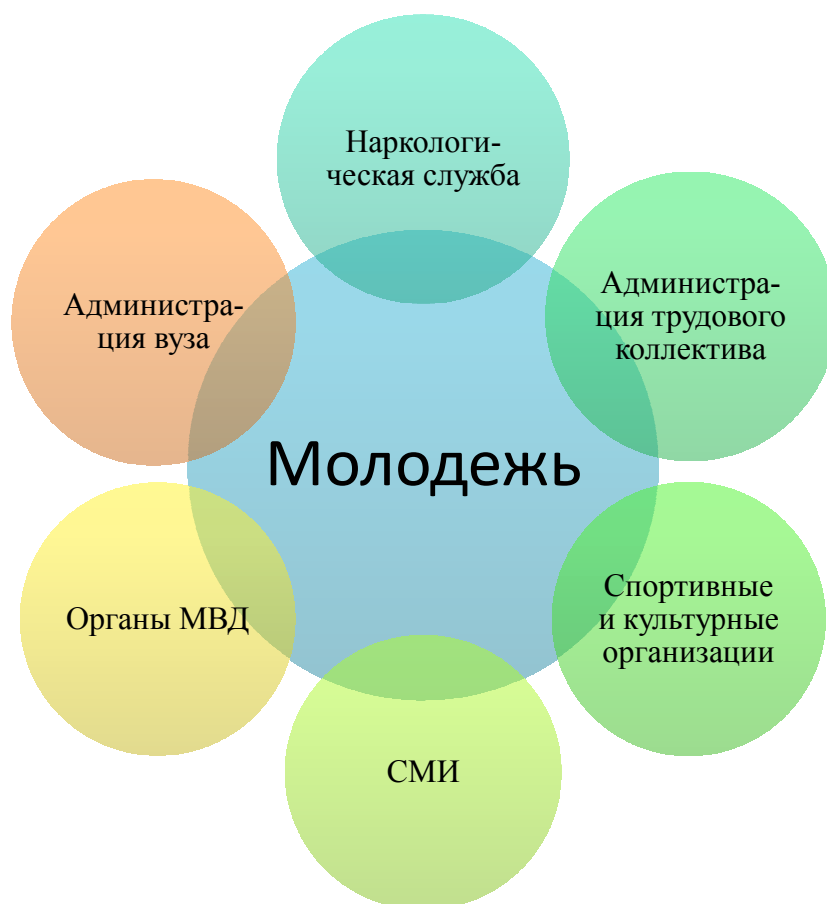 Наркологи-
ческая служба
Администра-
ция трудового
коллектива
Спортивные
и культурные
организации
СМИ
Органы МВД
Администра-
ция вуза
Молодежь